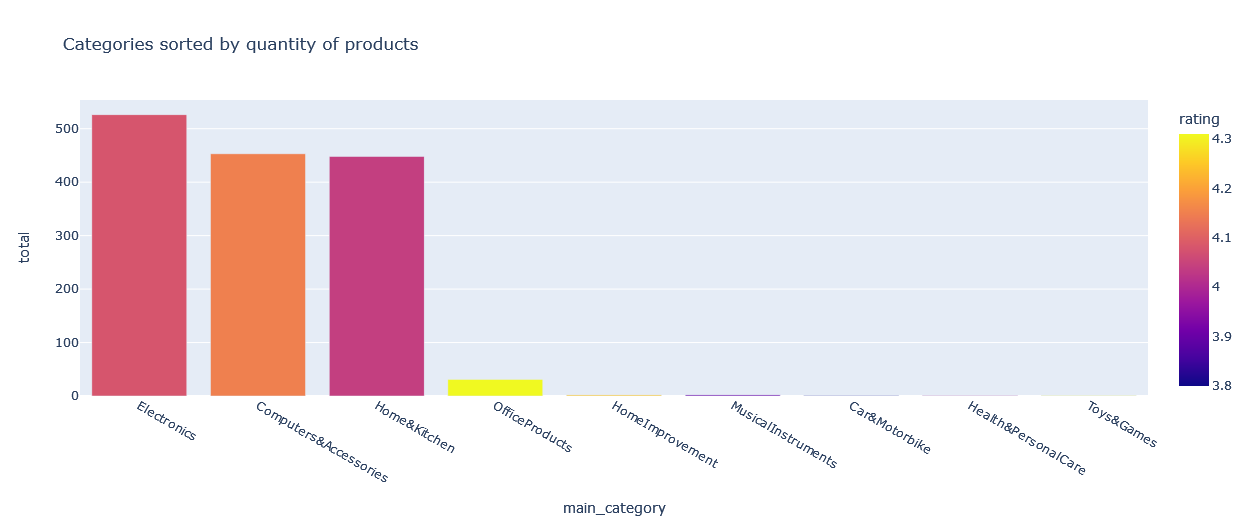 Categories sorted by quantity of products
rating
4.3
4.2
4.1
4
3.9
3.8
total
500
400
300
200
100
0
Electronics
Computers&Accessories
Home&Kitchen
OfficeProducts
HomeImprovement
MusicalInstruments
Car&Motorbike
Health&PersonalCare
Toys&Games
main_category